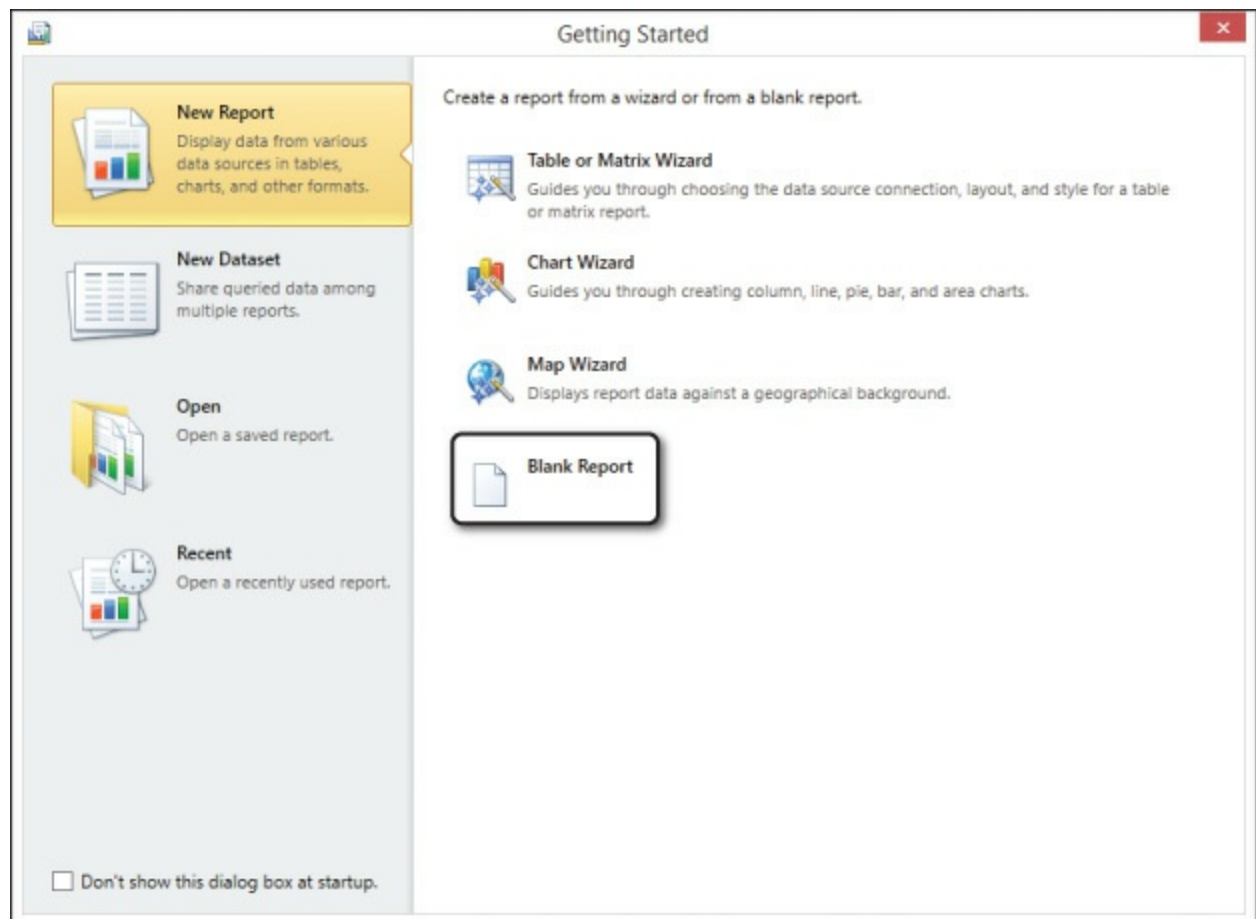 Getting Started
New Report
Display data from various
data sources in tables,
charts, and other formats.
New Dataset
Share queried data among
multiple reports.
Open
Open a saved report.
Recent
Open a recently used report.
Don't show this dialog box at startup.
Create a report from a wizard or from a blank report.
Table or Matrix Wizard
Guides you through choosing the data source connection, layout, and style for a table
or matrix report.
Chart Wizard
Guides you through creating column, line, pie, bar, and area charts.
Map Wizard
Displays report data against a geographical background.
Blank Report